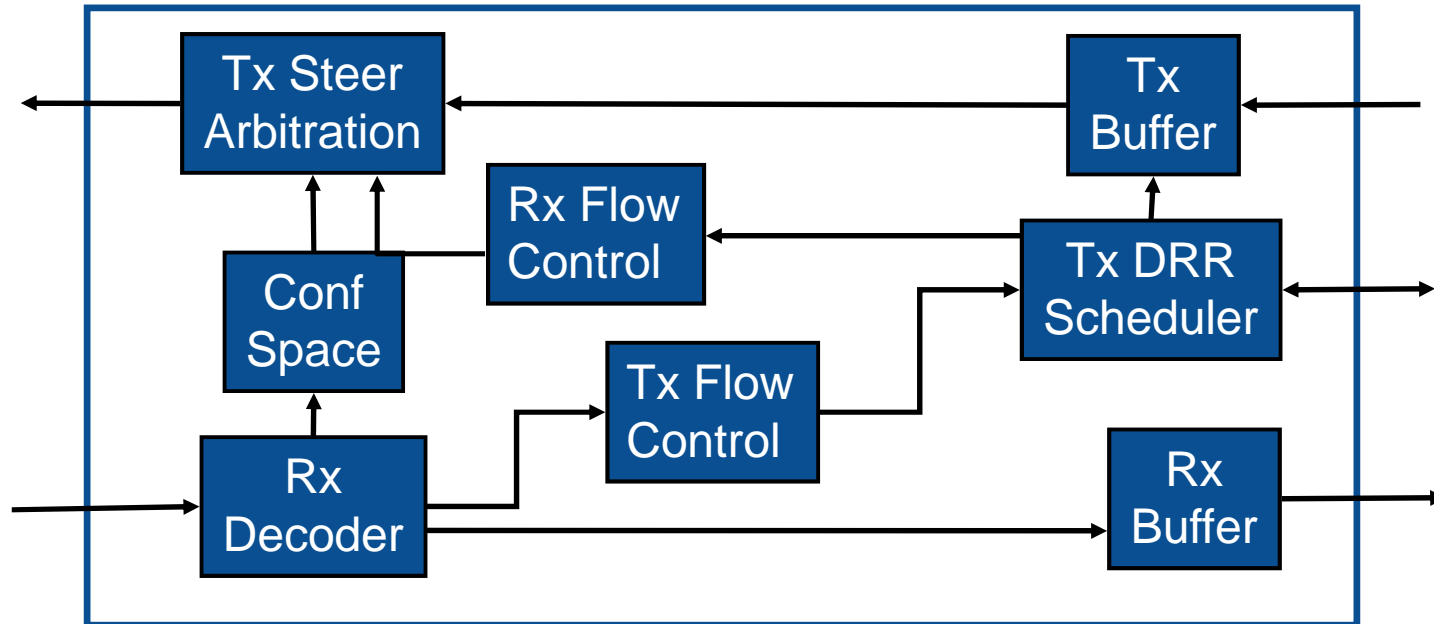 Tx Steer
Arbitration
Tx
Buffer
Rx Flow
Control
Tx DRR
Scheduler
Conf
Space
Tx Flow
Control
Rx
Decoder
Rx
Buffer